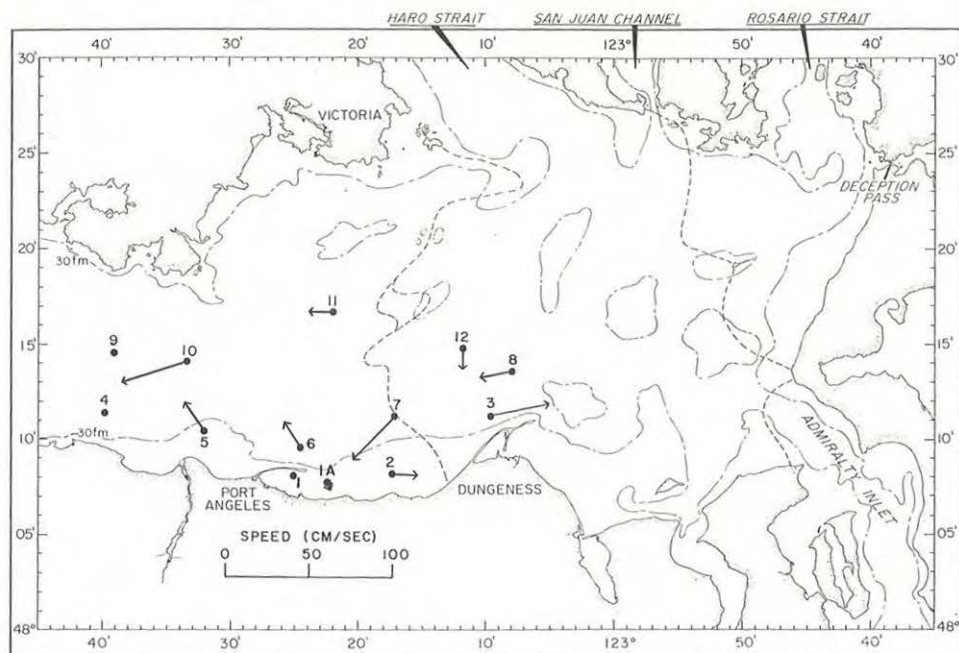 HARO STRAIT SAN JUAN CHANNEL ROSARIO STRAIT
40' 30' 20' 10' 123° 50' 40'
30' 30'
VICTORIA
25' 25'
DECEPTION
PASS
20' 20'
30fm
11
15' 12 15'
9 10 8
4 7 3
10' 30fm 5 6 10'
1A 2
1
PORT
ANGELES
DUNGENESS
ADMIRALTY
INLET
SPEED (CM/SEC)
05' 0 50 100 05'
48° 48°
40' 30' 20' 10' 123° 50' 40'